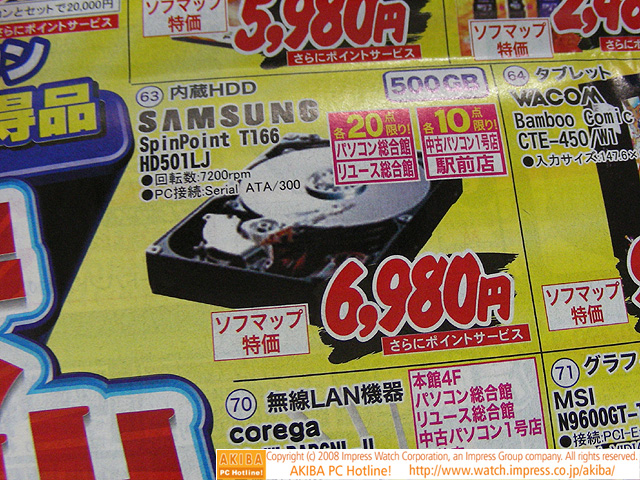 ンとセットで20,000円
ソフマップ
特価
5,980円
さらにポイントサービス
ソフマップ
特価
さらにポイント
ン
得品
63 内蔵HDD
500GB
SAMSUNG
SpinPoint T166
HD501LJ
●回転数:7200rpm
●PC接続:Serial ATA/300
各20点限り!
パソコン総合館
リユース総合館
各10点限り!
中古パソコン1号店
駅前店
6,980円
さらにポイントサービス
ソフマップ
特価
64 タブレット
WACOM
Bamboo Comic
CTE-450/W1
●入力サイズ:147.6×
ソフマップ
特価
70 無線LAN機器
corega
本館4F
パソコン総合館
リユース総合館
中古パソコン1号店
71 グラフ
MSI
N9600GT-
●接続:PCI-E
AKIBA
PC Hotline!
Copyright (c) 2008 Impress Watch Corporation, an Impress Group company. All rights reserved.
AKIBA PC Hotline! http://www.watch.impress.co.jp/akiba/